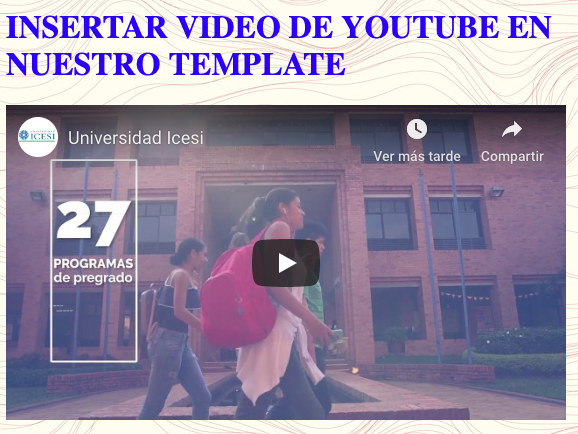 INSERTAR VIDEO DE YOUTUBE EN
NUESTRO TEMPLATE
ICESI
Universidad Icesi
Ver más tarde
Compartir
27
PROGRAMAS
de pregrado